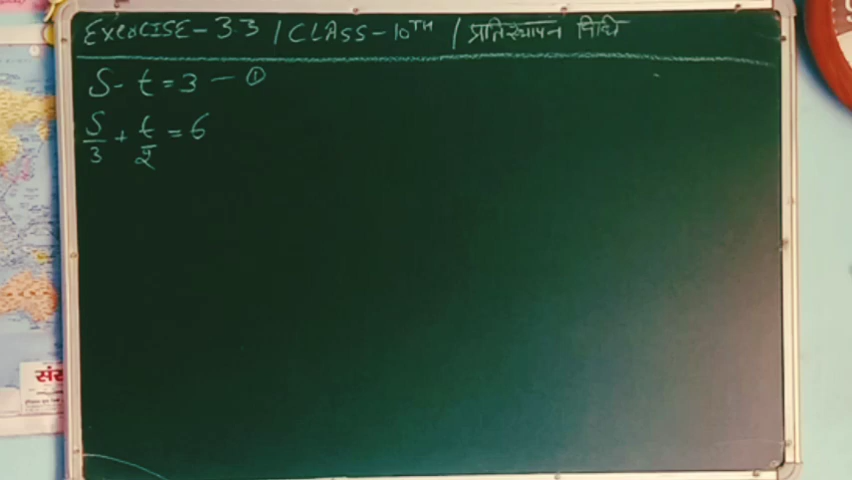 Exercise - 3.3 / CLASS - 10TH / प्रतिस्थापन विधि
S - t = 3 — ①
S/3 + t/2 = 6
संस